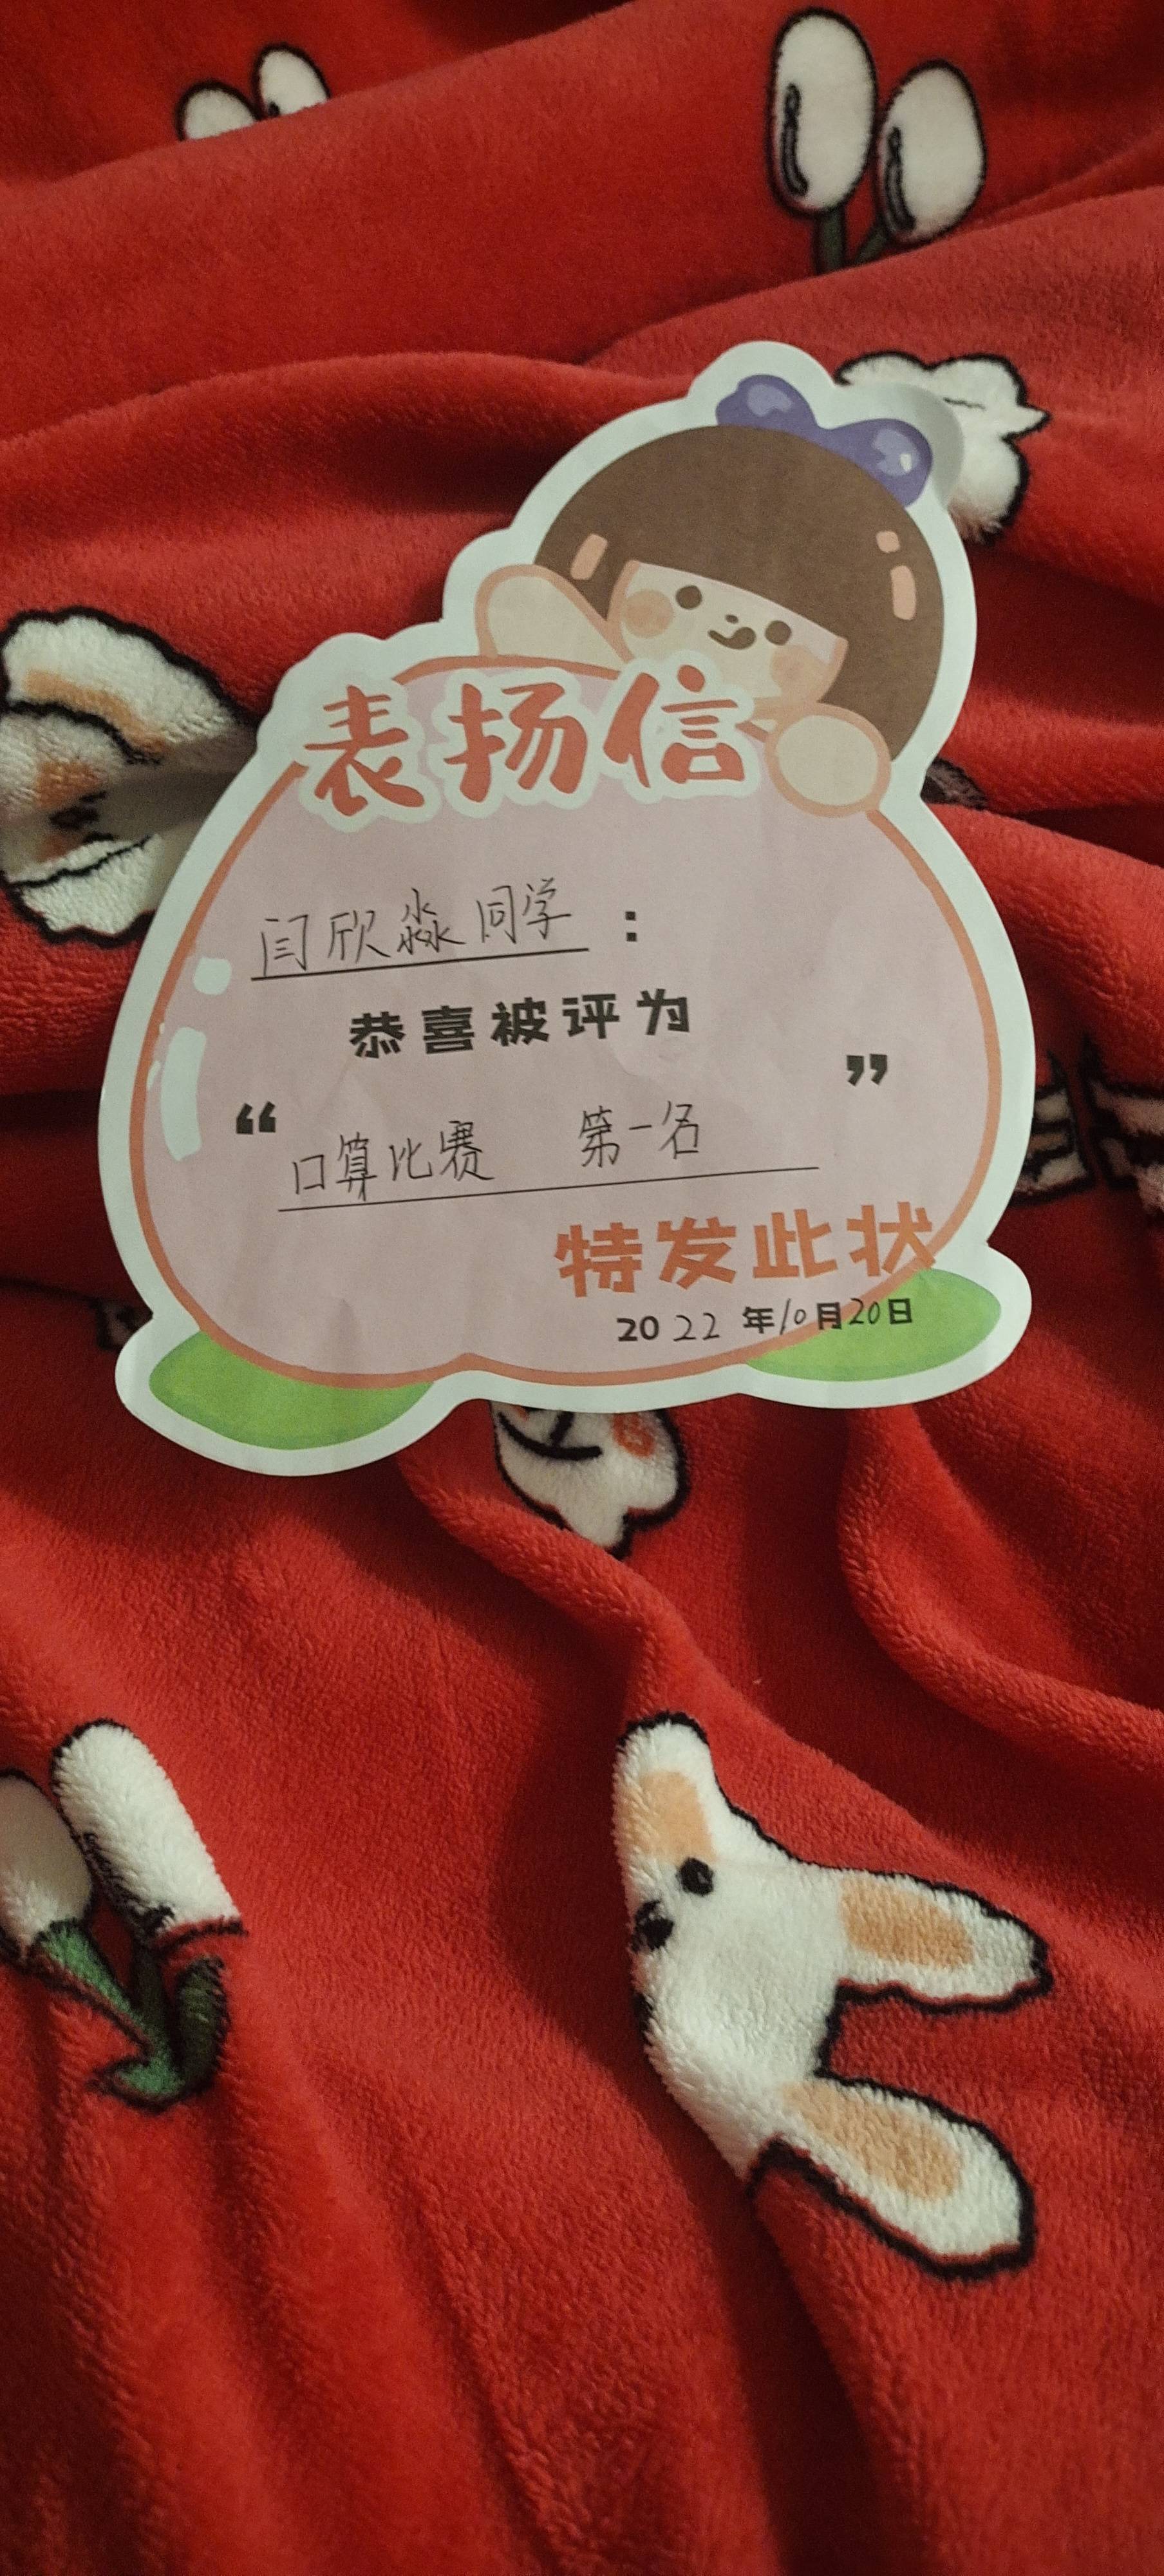 表扬信
闫欣淼同学：
恭喜被评为
“口算比赛 第一名”
特发此状
2022年10月20日